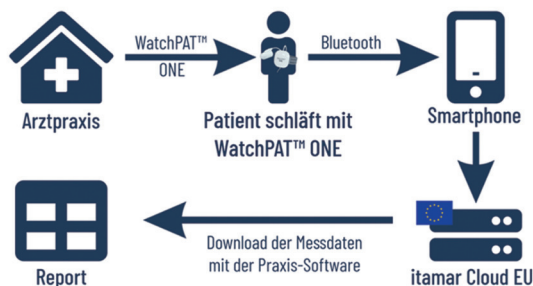 WatchPAT™
ONE
Bluetooth
Arztpraxis
Patient schläft mit
WatchPAT™ ONE
Smartphone
Download der Messdaten
mit der Praxis-Software
Report
itamar Cloud EU